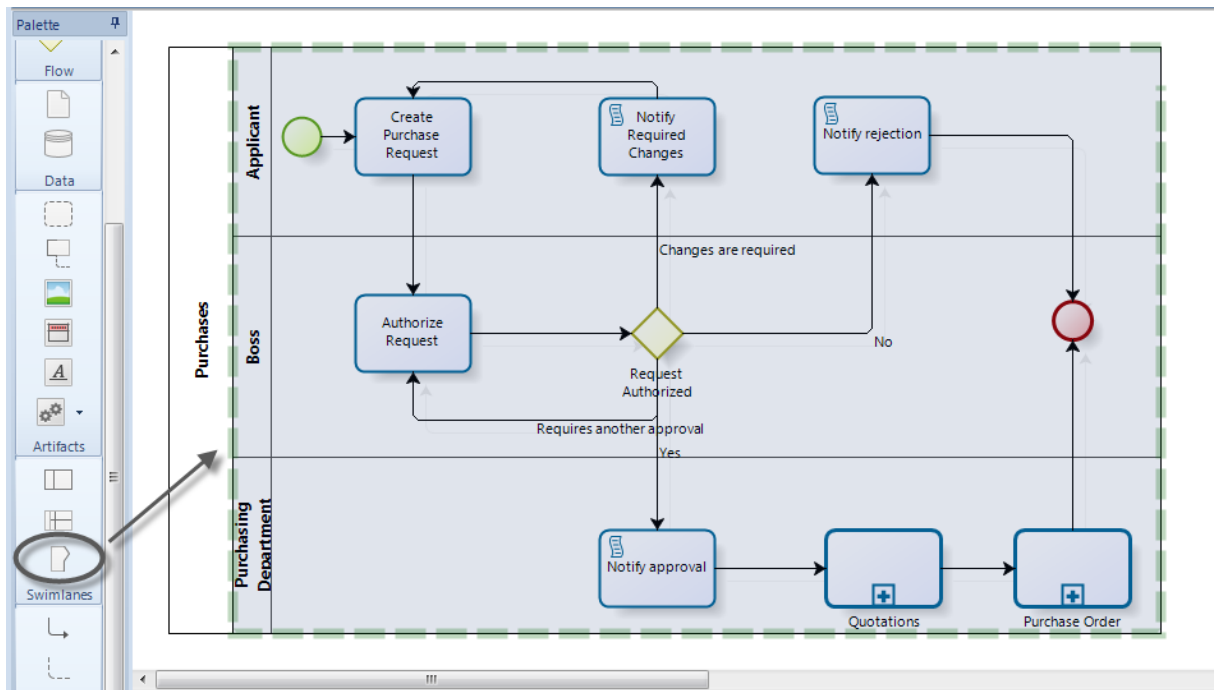 Palette
Flow
Data
Artifacts
Swimlanes
Purchases
Applicant
Create
Purchase
Request
Notify
Required
Changes
Notify rejection
Changes are required
Boss
Authorize
Request
Request
Authorized
No
Requires another approval
Yes
Purchasing
Department
Notify approval
Quotations
Purchase Order
A